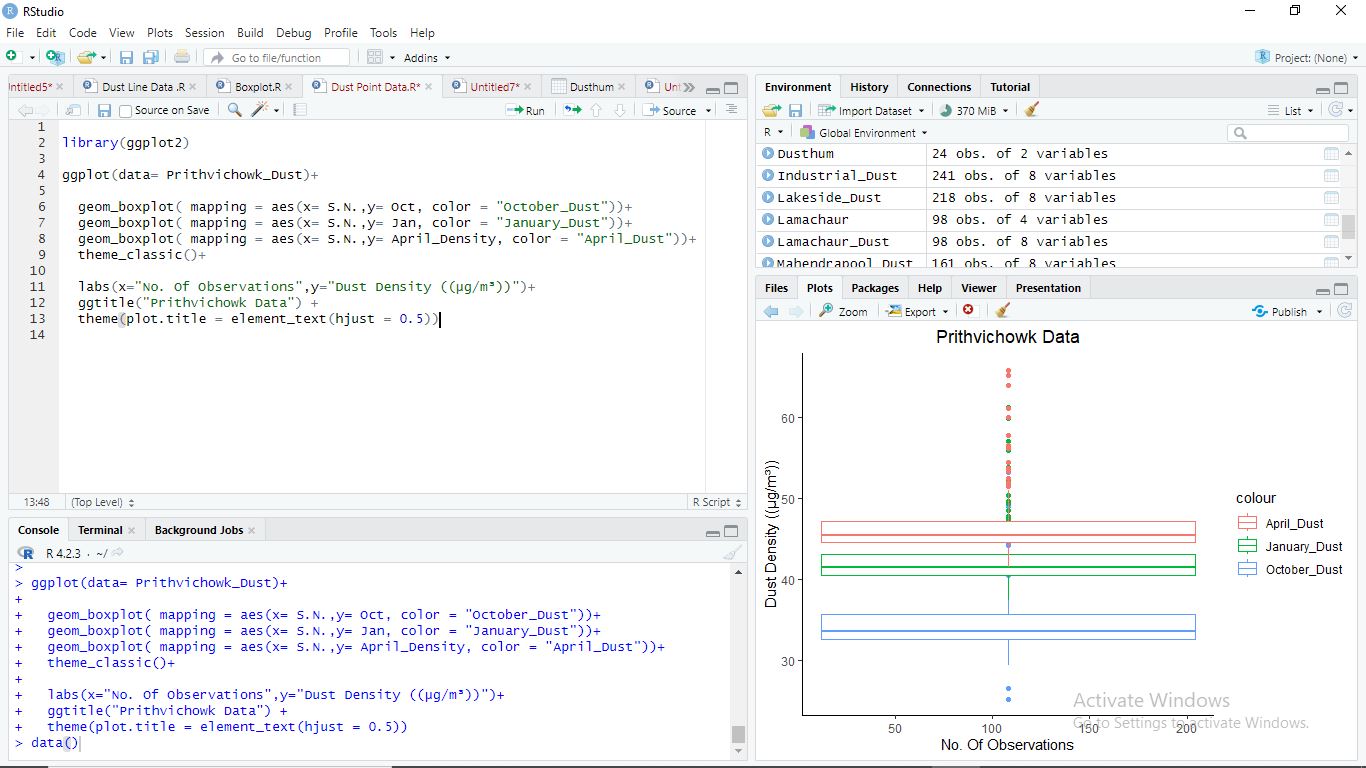 RStudio
File Edit Code View Plots Session Build Debug Profile Tools Help
Go to file/function Addins Project: (None)
ntitled5* Dust Line Data .R Boxplot.R Dust Point Data.R* Untitled7* Dusthum Unt
Source on Save Run Source
1
2 library(ggplot2)
3
4 ggplot(data= Prithvichowk_Dust)+
5
6 geom_boxplot( mapping = aes(x= S.N.,y= Oct, color = "October_Dust"))+
7 geom_boxplot( mapping = aes(x= S.N.,y= Jan, color = "January_Dust"))+
8 geom_boxplot( mapping = aes(x= S.N.,y= April_Density, color = "April_Dust"))+
9 theme_classic()+
10
11 labs(x="No. Of Observations",y="Dust Density ((µg/m³))")+
12 ggtitle("Prithvichowk Data") +
13 theme(plot.title = element_text(hjust = 0.5))
14
13:48 (Top Level) R Script
Console Terminal Background Jobs
R 4.2.3 · ~/
>
> ggplot(data= Prithvichowk_Dust)+
+
+ geom_boxplot( mapping = aes(x= S.N.,y= Oct, color = "October_Dust"))+
+ geom_boxplot( mapping = aes(x= S.N.,y= Jan, color = "January_Dust"))+
+ geom_boxplot( mapping = aes(x= S.N.,y= April_Density, color = "April_Dust"))+
+ theme_classic()+
+
+ labs(x="No. Of Observations",y="Dust Density ((µg/m³))")+
+ ggtitle("Prithvichowk Data") +
+ theme(plot.title = element_text(hjust = 0.5))
> data()
Environment History Connections Tutorial
Import Dataset 370 MiB List
R Global Environment
Dusthum 24 obs. of 2 variables
Industrial_Dust 241 obs. of 8 variables
Lakeside_Dust 218 obs. of 8 variables
Lamachaur 98 obs. of 4 variables
Lamachaur_Dust 98 obs. of 8 variables
Mahendrapool_Dust 161 obs. of 8 variables
Files Plots Packages Help Viewer Presentation
Zoom Export Publish
Prithvichowk Data
Dust Density ((µg/m³))
60
50
40
30
50 100 150 200
No. Of Observations
colour
April_Dust
January_Dust
October_Dust
Activate Windows
Go to Settings to activate Windows.